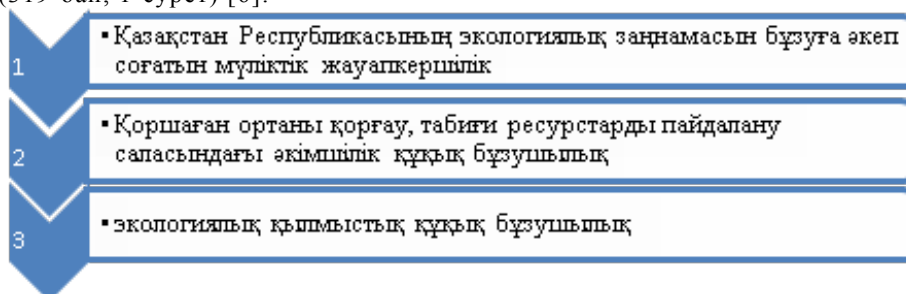 (319-бап, 1-сурет) [6].
1
▪ Қазақстан Республикасының экологиялық заңнамасын бұзуға әкеп
соғатын мүліктік жауапкершілік
2
▪ Қоршаған ортаны қорғау, табиғи ресурстарды пайдалану
саласындағы әкімшілік құқық бұзушылық
3
▪ экологиялық қылмыстық құқық бұзушылық